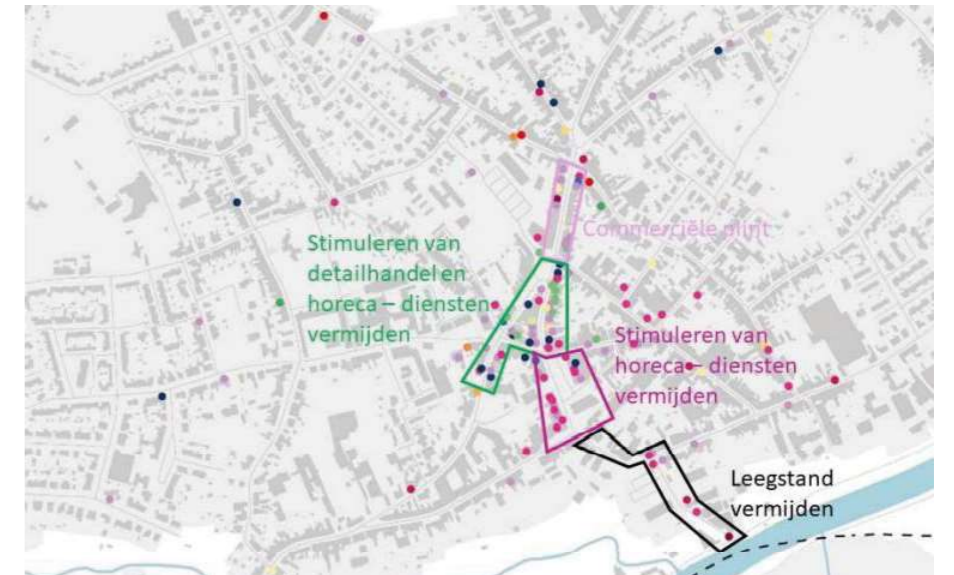 Commerciële plint
Stimuleren van
detailhandel en
horeca – diensten
vermijden
Stimuleren van
horeca – diensten
vermijden
Leegstand
vermijden